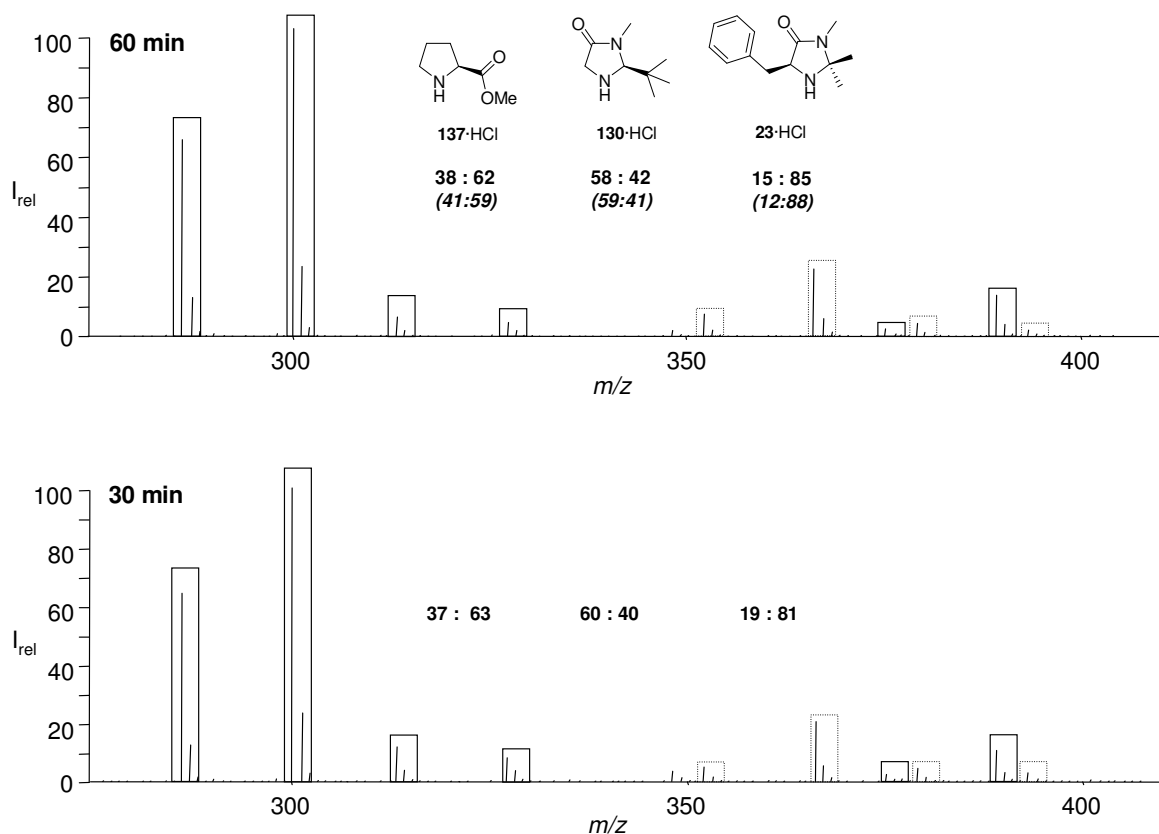 60 min
100
80
60
40
20
0
I_rel
O
N
H
OMe
O
N
N
H
O
N
N
H
137·HCl 130·HCl 23·HCl
38 : 62 58 : 42 15 : 85
(41:59) (59:41) (12:88)
300 350 400
m/z
30 min
100
80
60
40
20
0
I_rel
37 : 63 60 : 40 19 : 81
300 350 400
m/z